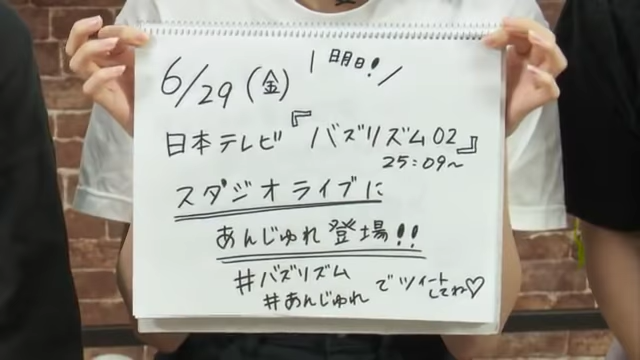 6/29(金) \明日!/
日本テレビ『バズリズム02』
25:09~
スタジオライブに
あんじゅれ登場!!
#バズリズム
#あんじゅれ でツイートしてね♡